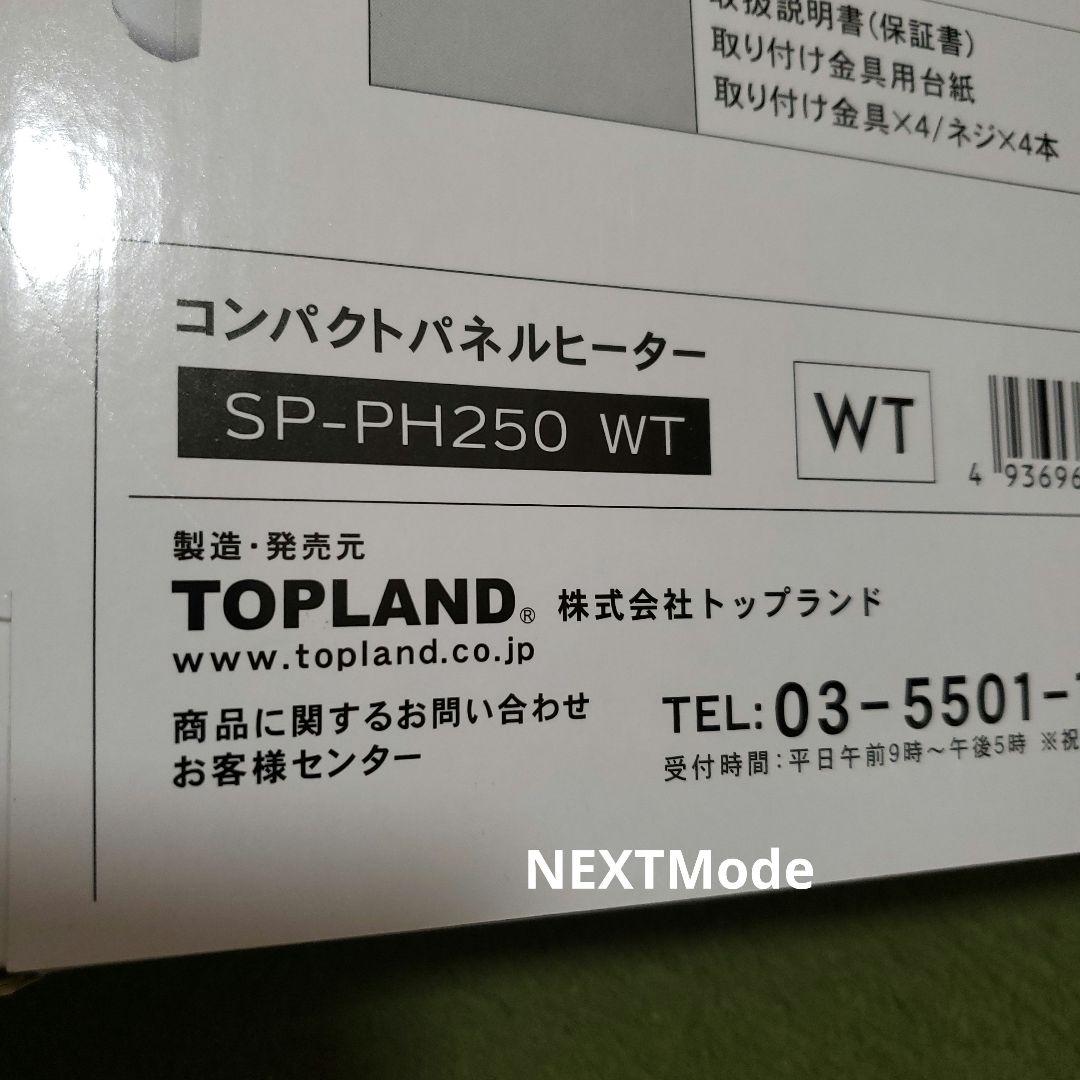 取扱説明書(保証書)
取り付け金具用台紙
取り付け金具×4/ネジ×4本
コンパクトパネルヒーター
SP-PH250 WT
WT
4 93696
製造・発売元
TOPLAND® 株式会社トップランド
www.topland.co.jp
商品に関するお問い合わせ
お客様センター
TEL:03-5501-
受付時間:平日午前9時～午後5時 ※祝
NEXTMode